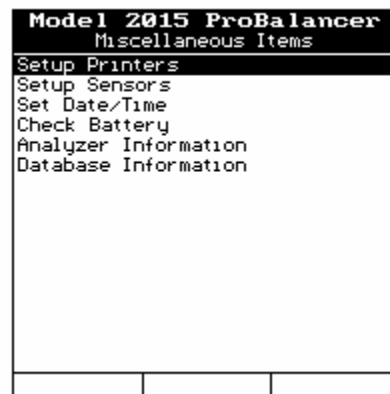 Model 2015 ProBalancer
Miscellaneous Items
Setup Printers
Setup Sensors
Set Date/Time
Check Battery
Analyzer Information
Database Information